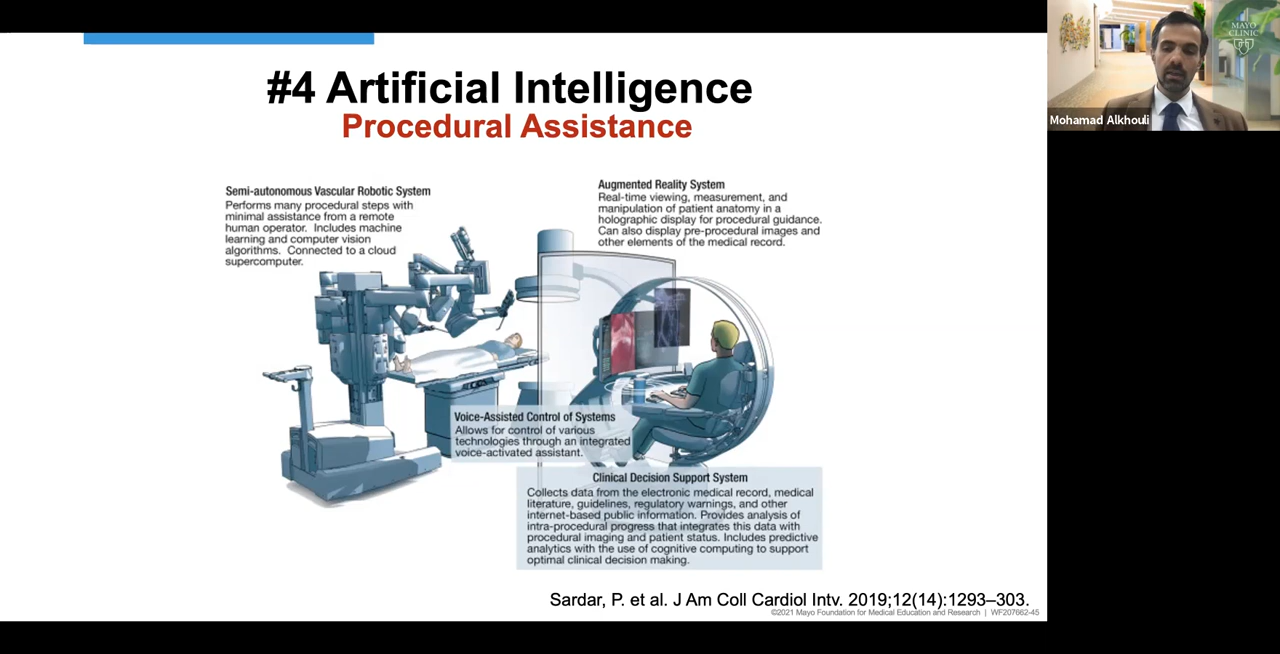 #4 Artificial Intelligence
Procedural Assistance
Semi-autonomous Vascular Robotic System
Performs many procedural steps with
minimal assistance from a remote
human operator. Includes machine
learning and computer vision
algorithms. Connected to a cloud
supercomputer.
Augmented Reality System
Real-time viewing, measurement, and
manipulation of patient anatomy in a
holographic display for procedural guidance.
Can also display pre-procedural images and
other elements of the medical record.
Voice-Assisted Control of Systems
Allows for control of various
technologies through an integrated
voice-activated assistant.
Clinical Decision Support System
Collects data from the electronic medical record, medical
literature, guidelines, regulatory warnings, and other
internet-based public information. Provides analysis of
intra-procedural progress that integrates this data with
procedural imaging and patient status. Includes predictive
analytics with the use of cognitive computing to support
optimal clinical decision making.
Sardar, P. et al. J Am Coll Cardiol Intv. 2019;12(14):1293–303.
©2021 Mayo Foundation for Medical Education and Research | WF207662-45
MAYO
CLINIC
Mohamad Alkhouli